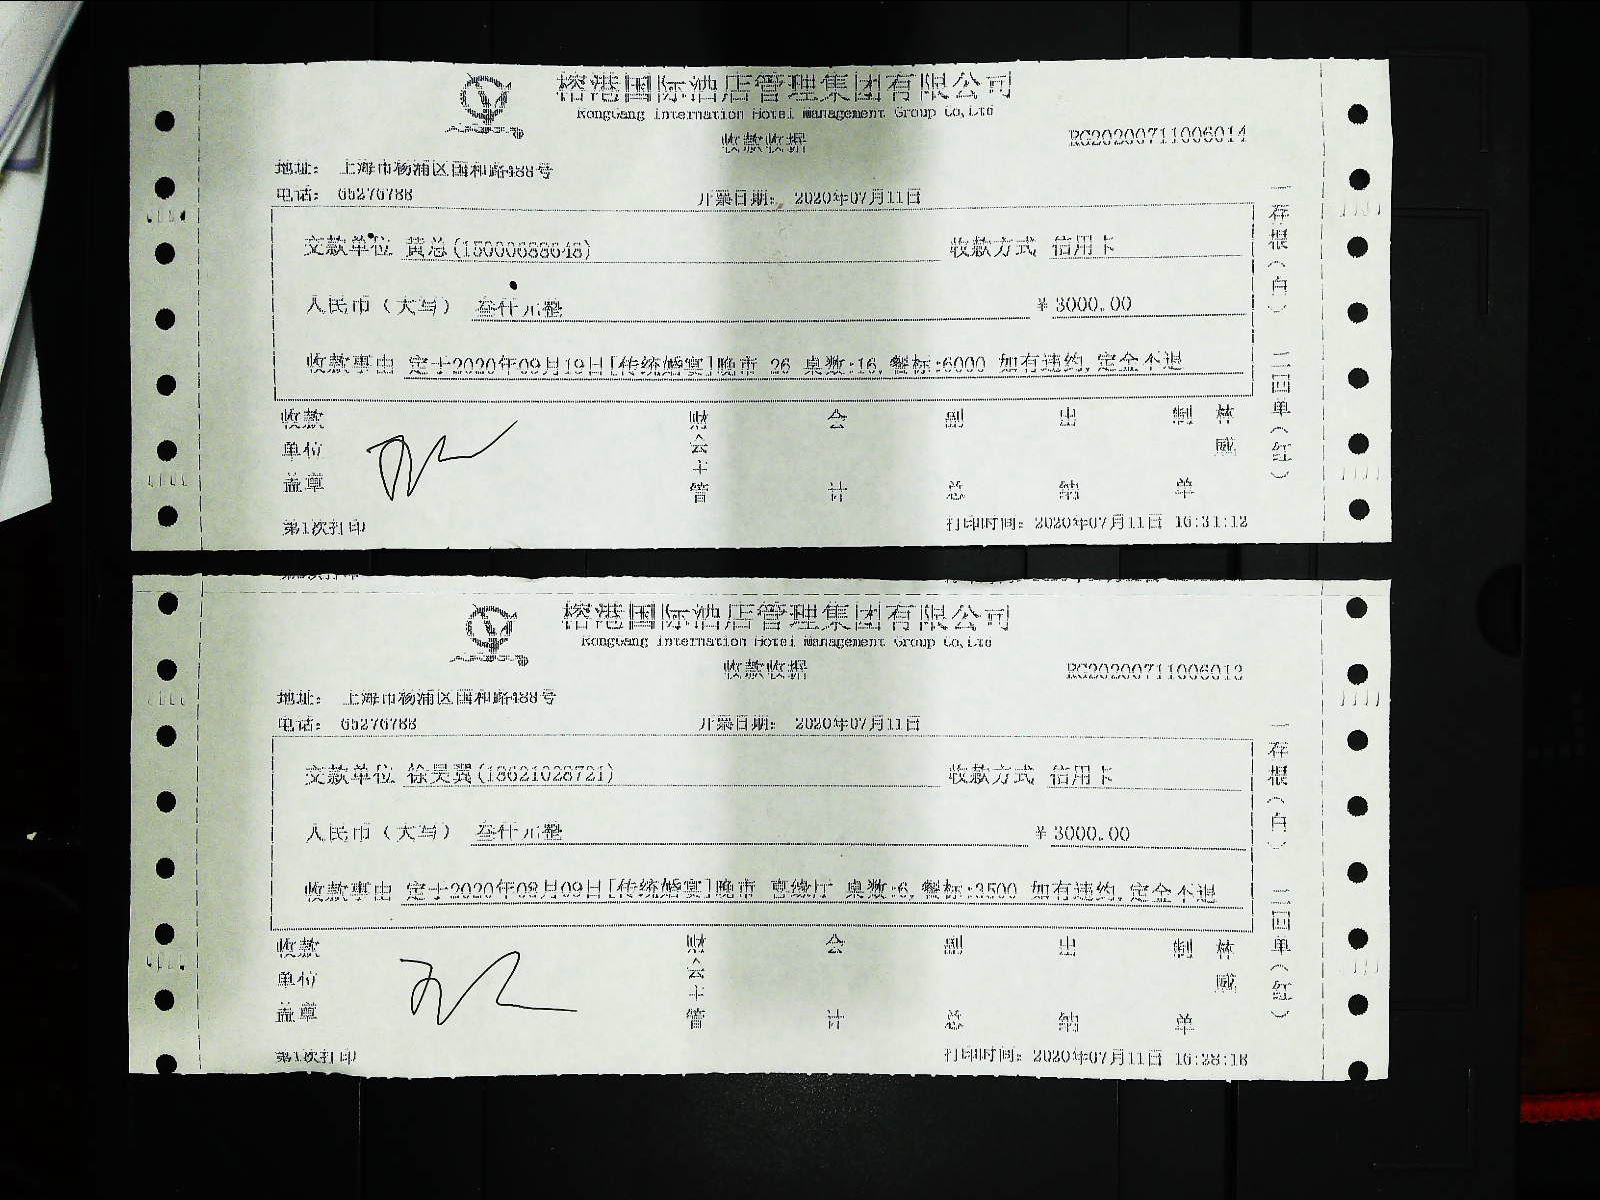 榕港国际酒店管理集团有限公司
RongGang Internation Hotel Management Group Co,Ltd
收款收据
RG20200711006014
地址： 上海市杨浦区国和路488号
电话： 65276788 开票日期： 2020年07月11日
交款单位 黄总(15000688648) 收款方式 信用卡
人民币（大写） 叁仟元整 ¥ 3000.00
收款事由 定于2020年09月19日[传统婚宴]晚市 26 桌数:16,餐标:6000 如有违约,定金不退
收款单位盖章 财会主管 会计 副总 出纳 制单 林威
第1次打印 打印时间：2020年07月11日 16:31:12
一存根（白） 二回单（红）
榕港国际酒店管理集团有限公司
RongGang Internation Hotel Management Group Co,Ltd
收款收据
RG20200711006013
地址： 上海市杨浦区国和路488号
电话： 65276788 开票日期： 2020年07月11日
交款单位 徐昊翼(18621028721) 收款方式 信用卡
人民币（大写） 叁仟元整 ¥ 3000.00
收款事由 定于2020年08月09日[传统婚宴]晚市 喜缘厅 桌数:6,餐标:3500 如有违约,定金不退
收款单位盖章 财会主管 会计 副总 出纳 制单 林威
第1次打印 打印时间：2020年07月11日 16:28:18
一存根（白） 二回单（红）